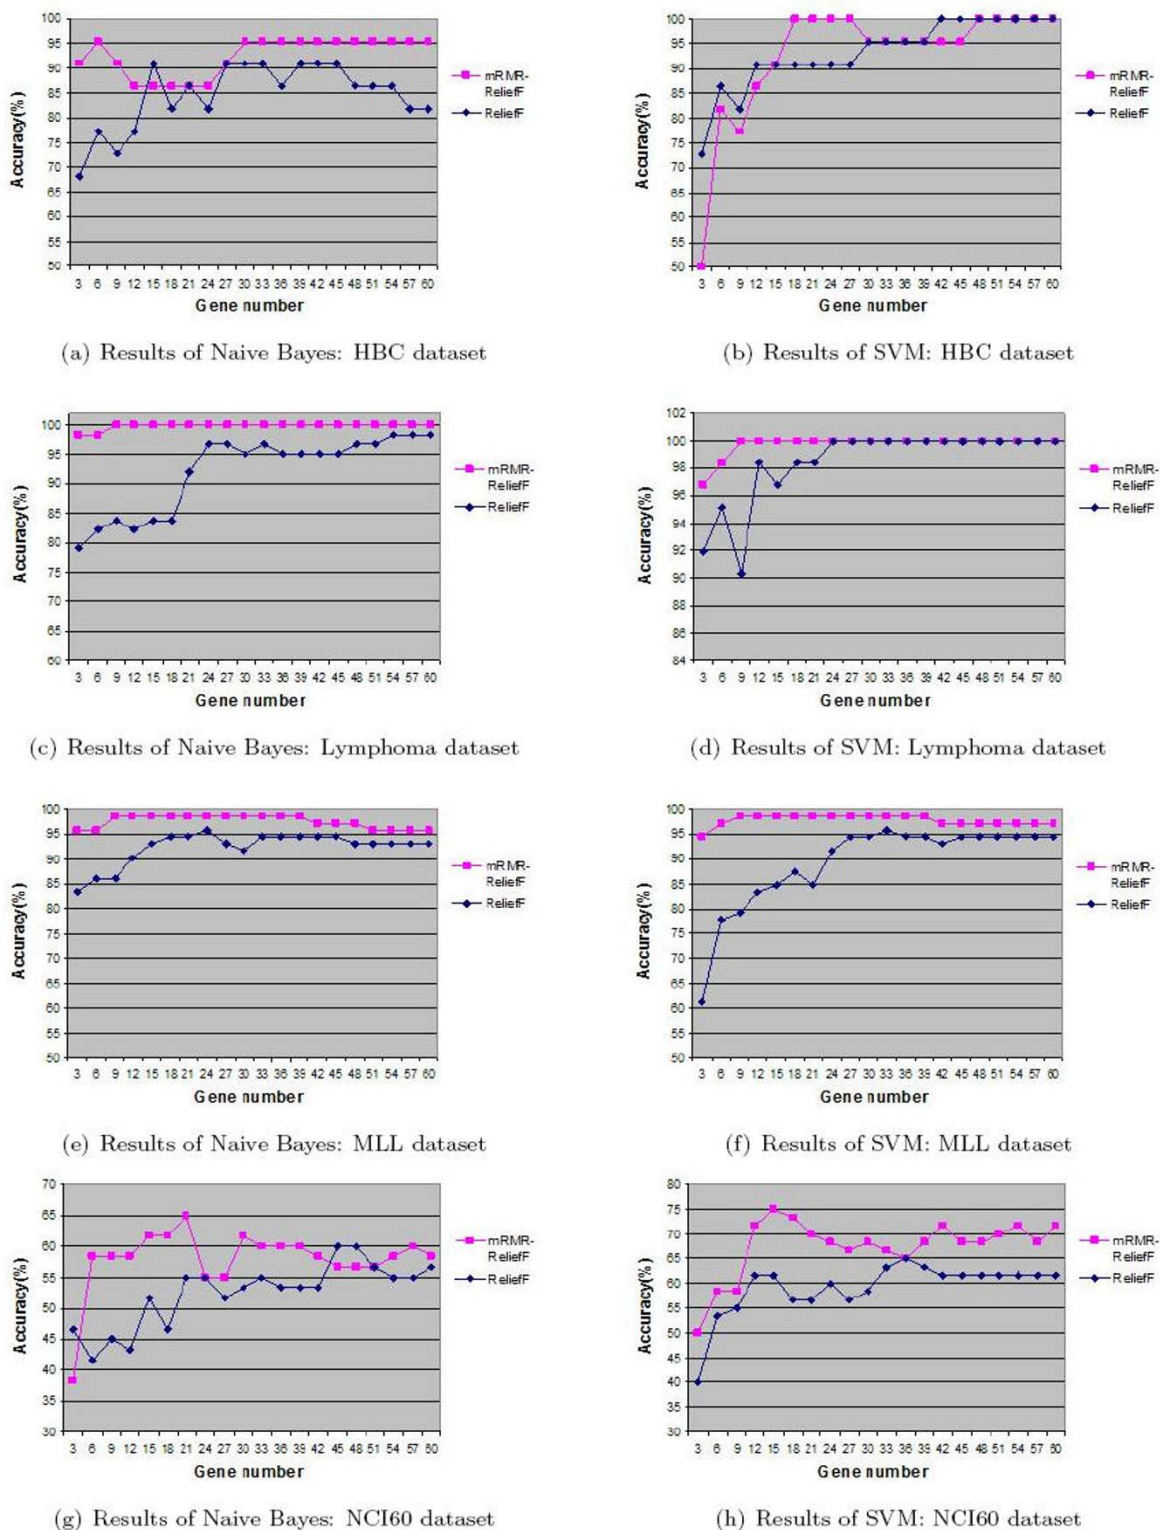 100
95
90
85
80
75
70
65
60
55
50
Accuracy(%)
3 6 9 12 15 18 21 24 27 30 33 36 39 42 45 48 51 54 57 60
Gene number
mRMR-
ReliefF
ReliefF
(a) Results of Naive Bayes: HBC dataset
100
95
90
85
80
75
70
65
60
55
50
Accuracy(%)
3 6 9 12 15 18 21 24 27 30 33 36 39 42 45 48 51 54 57 60
Gene number
mRMR-
ReliefF
ReliefF
(b) Results of SVM: HBC dataset
100
95
90
85
80
75
70
65
60
Accuracy(%)
3 6 9 12 15 18 21 24 27 30 33 36 39 42 45 48 51 54 57 60
Gene number
mRMR-
ReliefF
ReliefF
(c) Results of Naive Bayes: Lymphoma dataset
102
100
98
96
94
92
90
88
86
84
Accuracy(%)
3 6 9 12 15 18 21 24 27 30 33 36 39 42 45 48 51 54 57 60
Gene number
mRMR-
ReliefF
ReliefF
(d) Results of SVM: Lymphoma dataset
100
95
90
85
80
75
70
65
60
55
50
Accuracy(%)
3 6 9 12 15 18 21 24 27 30 33 36 39 42 45 48 51 54 57 60
Gene number
mRMR-
ReliefF
ReliefF
(e) Results of Naive Bayes: MLL dataset
100
95
90
85
80
75
70
65
60
55
50
Accuracy(%)
3 6 9 12 15 18 21 24 27 30 33 36 39 42 45 48 51 54 57 60
Gene number
mRMR-
ReliefF
ReliefF
(f) Results of SVM: MLL dataset
70
65
60
55
50
45
40
35
30
Accuracy(%)
3 6 9 12 15 18 21 24 27 30 33 36 39 42 45 48 51 54 57 60
Gene number
mRMR-
ReliefF
ReliefF
(g) Results of Naive Bayes: NCI60 dataset
80
75
70
65
60
55
50
45
40
35
30
Accuracy(%)
3 6 9 12 15 18 21 24 27 30 33 36 39 42 45 48 51 54 57 60
Gene number
mRMR-
ReliefF
ReliefF
(h) Results of SVM: NCI60 dataset